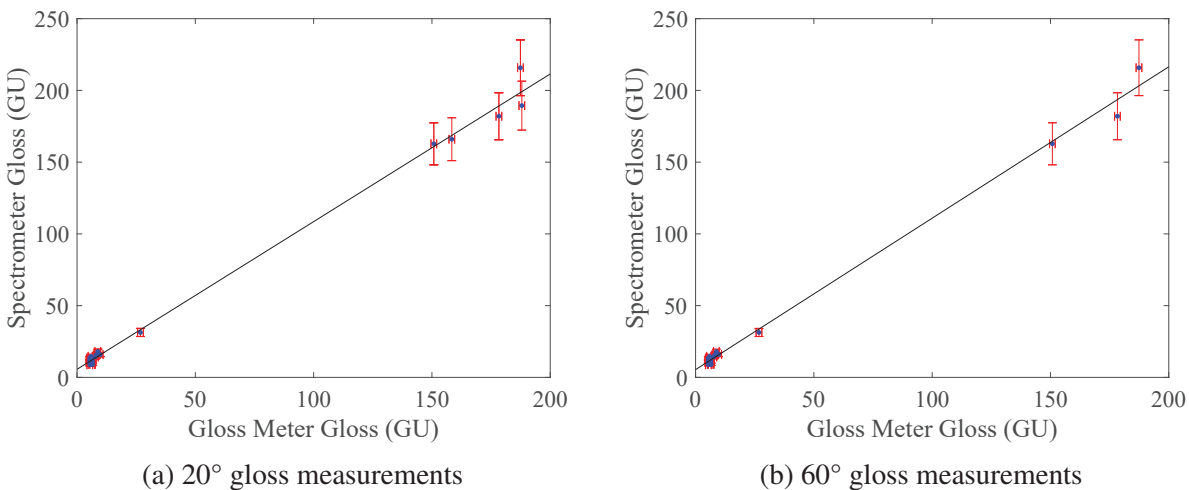 250
200
150
100
50
0
Spectrometer Gloss (GU)
0 50 100 150 200
Gloss Meter Gloss (GU)
(a) 20° gloss measurements
250
200
150
100
50
0
Spectrometer Gloss (GU)
0 50 100 150 200
Gloss Meter Gloss (GU)
(b) 60° gloss measurements